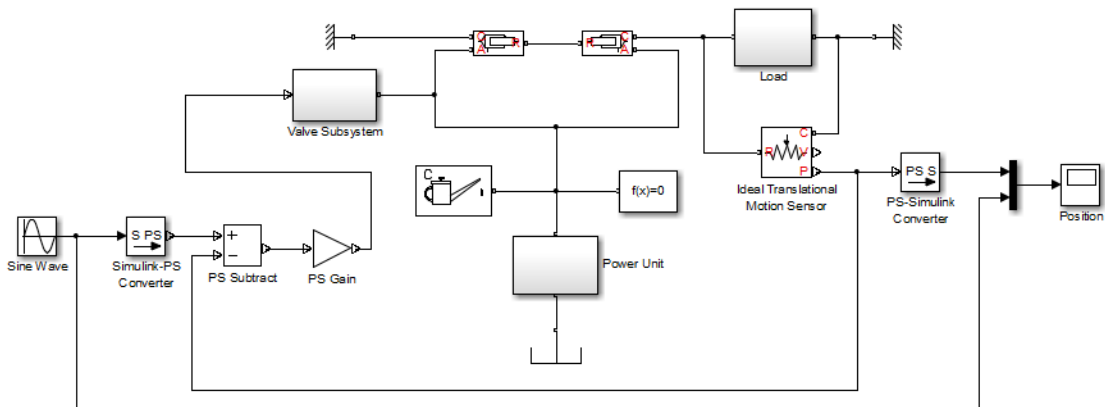 C
A
R
R
C
A
Load
Valve Subsystem
C
R
V
P
Ideal Translational
Motion Sensor
PS S
PS-Simulink
Converter
Position
C
f(x)=0
Sine Wave
S PS
Simulink-PS
Converter
+
−
PS Subtract
PS Gain
Power Unit